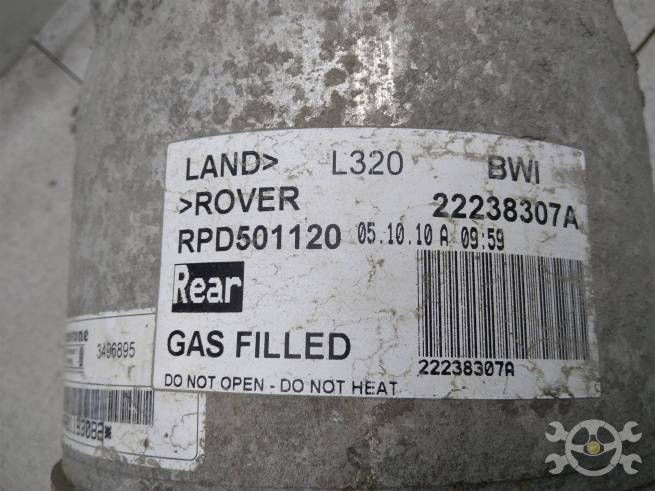 LAND> L320 BWI
>ROVER 22238307A
RPD501120 05.10.10 A 09:59
Rear
GAS FILLED
22238307A
DO NOT OPEN - DO NOT HEAT
3496895